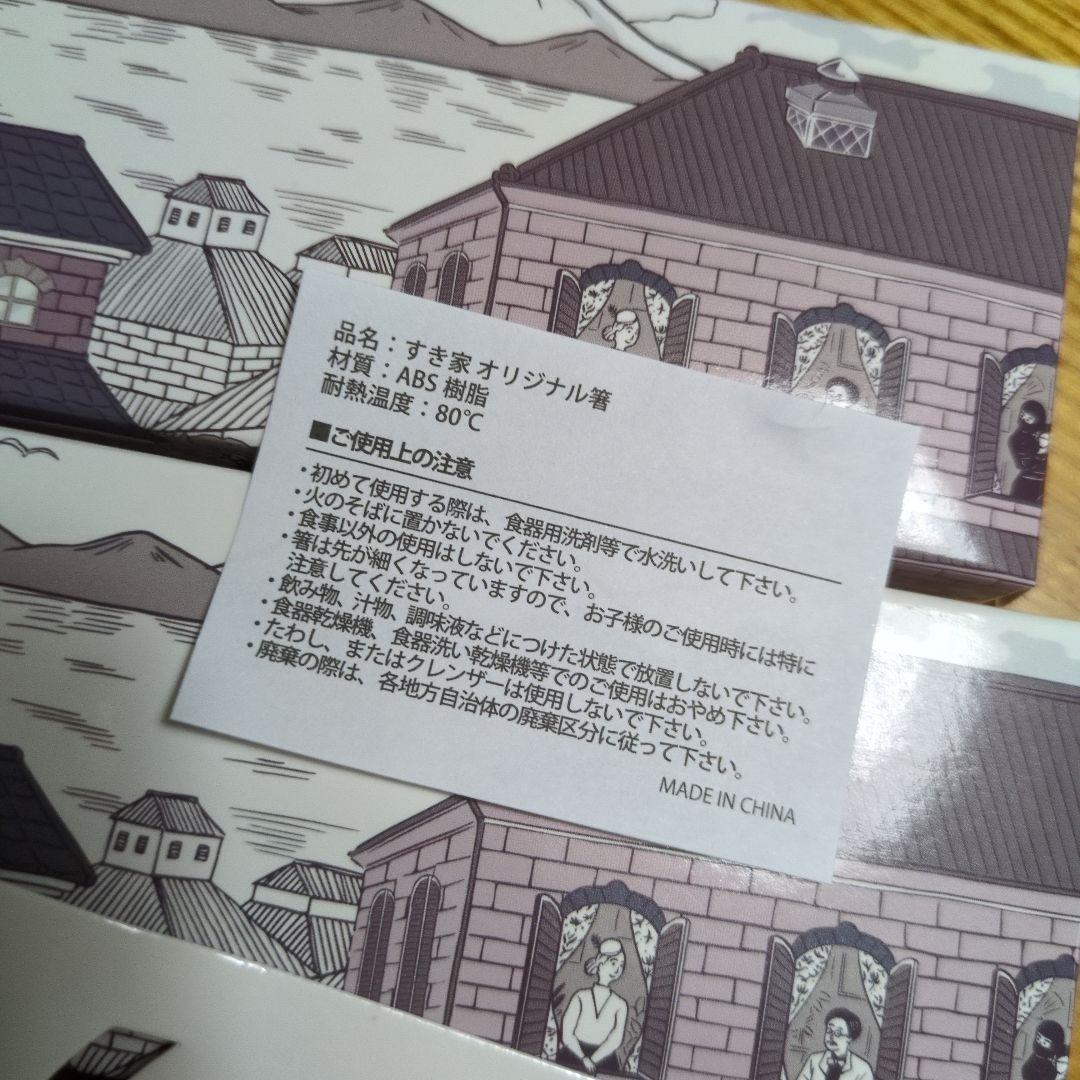 品名：すき家 オリジナル箸
材質：ABS 樹脂
耐熱温度：80℃
■ご使用上の注意
・初めて使用する際は、食器用洗剤等で水洗いして下さい。
・火のそばに置かないでください。
・食事以外の使用はしないで下さい。
・箸は先が細くなっていますので、お子様のご使用時には特に
注意してください。
・飲み物、汁物、調味液などにつけた状態で放置しないで下さい。
・食器乾燥機、食器洗い乾燥機等でのご使用はおやめ下さい。
・たわし、またはクレンザーは使用しないで下さい。
・廃棄の際は、各地方自治体の廃棄区分に従って下さい。
MADE IN CHINA